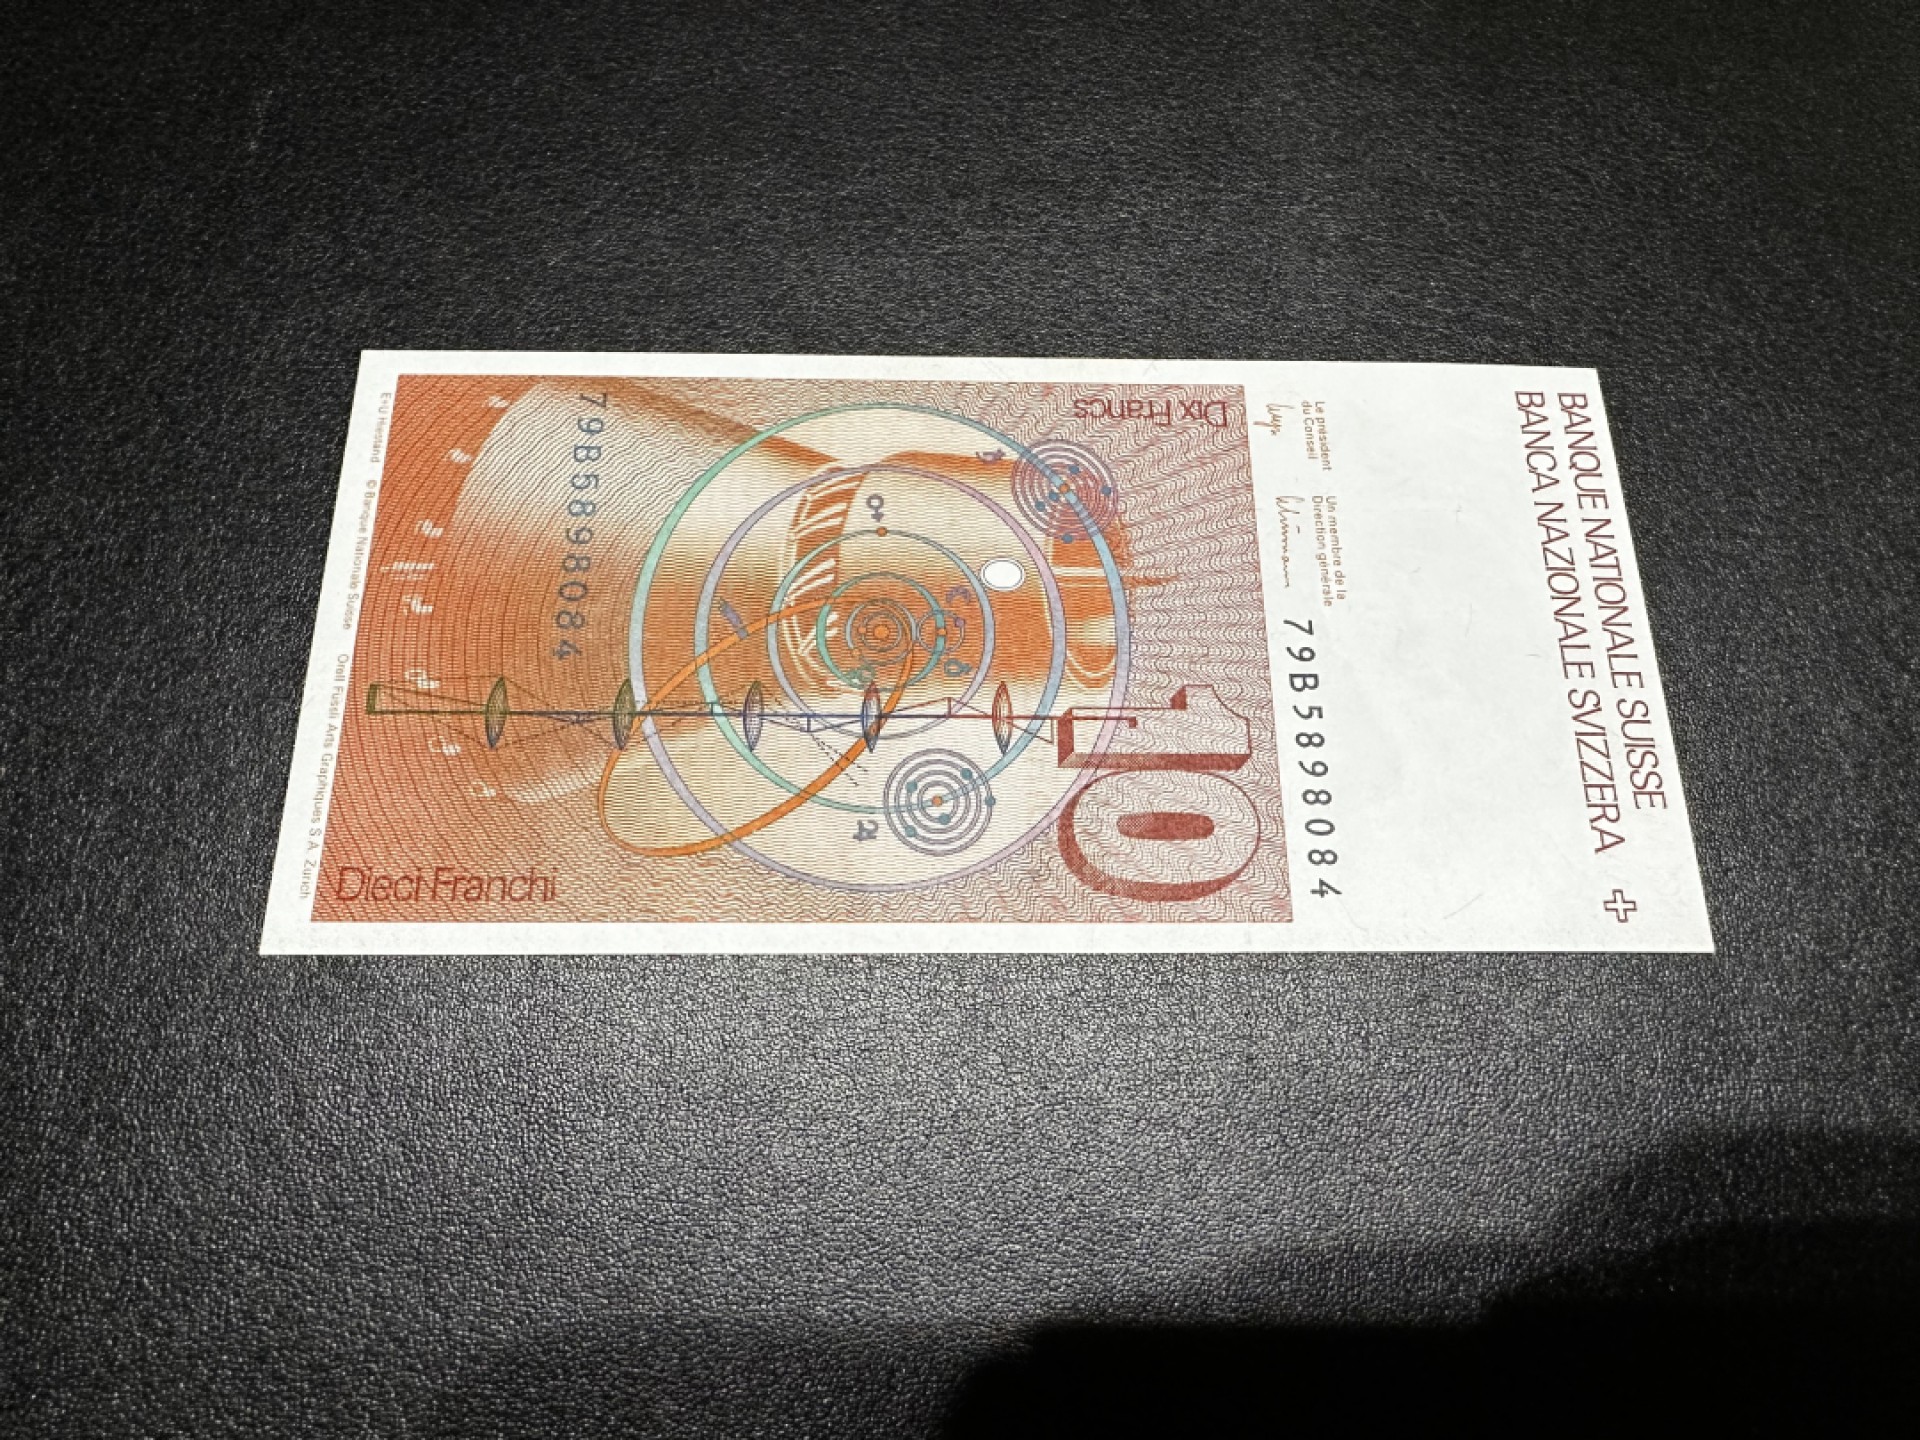 BANQUE NATIONALE SUISSE
BANCA NAZIONALE SVIZZERA
Le président
du Conseil
Un membre de la
Direction générale
79B5898084
10
Dix Francs
79B5898084
Dieci Franchi
E+U Hiestand © Banque Nationale Suisse Orell Füssli Arts Graphiques S.A. Zurich